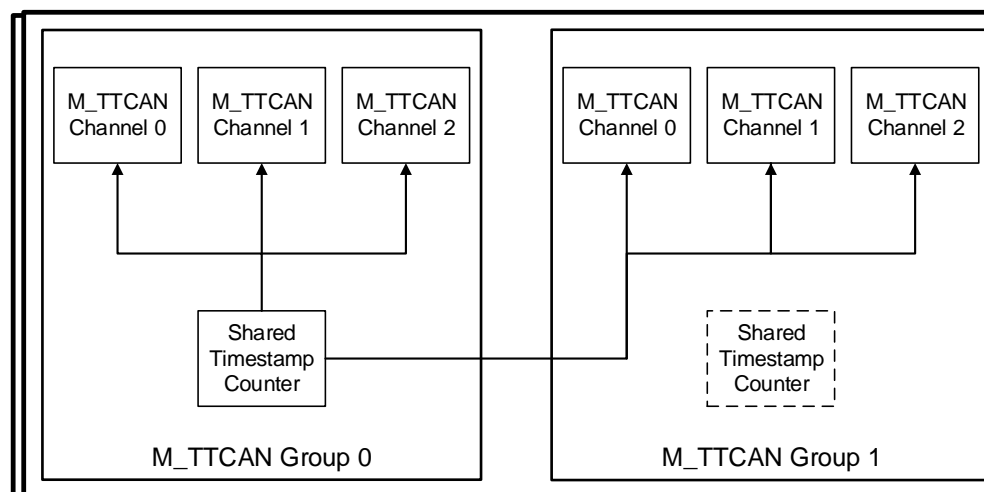 M_TTCAN
Channel 0
M_TTCAN
Channel 1
M_TTCAN
Channel 2
Shared
Timestamp
Counter
M_TTCAN Group 0
M_TTCAN
Channel 0
M_TTCAN
Channel 1
M_TTCAN
Channel 2
Shared
Timestamp
Counter
M_TTCAN Group 1